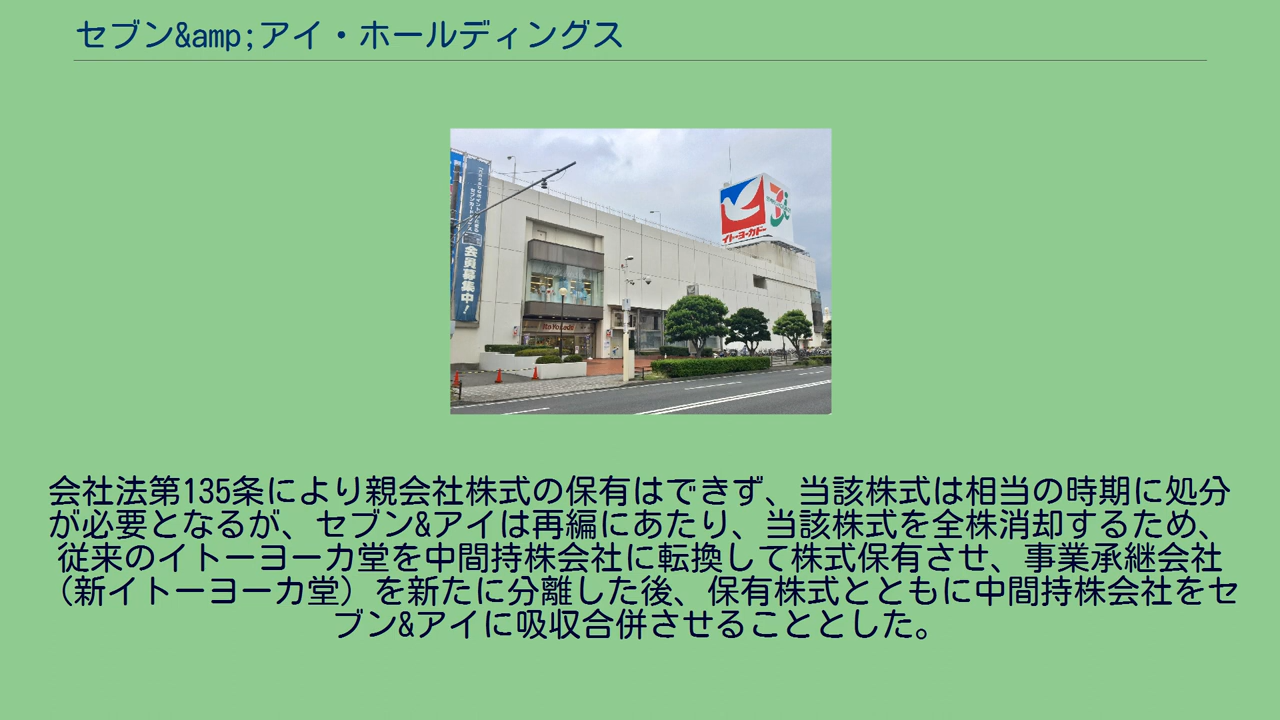 セブン&amp;アイ・ホールディングス
会員募集中!
イトーヨーカドー
Ito Yokado
会社法第135条により親会社株式の保有はできず、当該株式は相当の時期に処分
が必要となるが、セブン&アイは再編にあたり、当該株式を全株消却するため、
従来のイトーヨーカ堂を中間持株会社に転換して株式保有させ、事業承継会社
（新イトーヨーカ堂）を新たに分離した後、保有株式とともに中間持株会社をセ
ブン&アイに吸収合併させることとした。